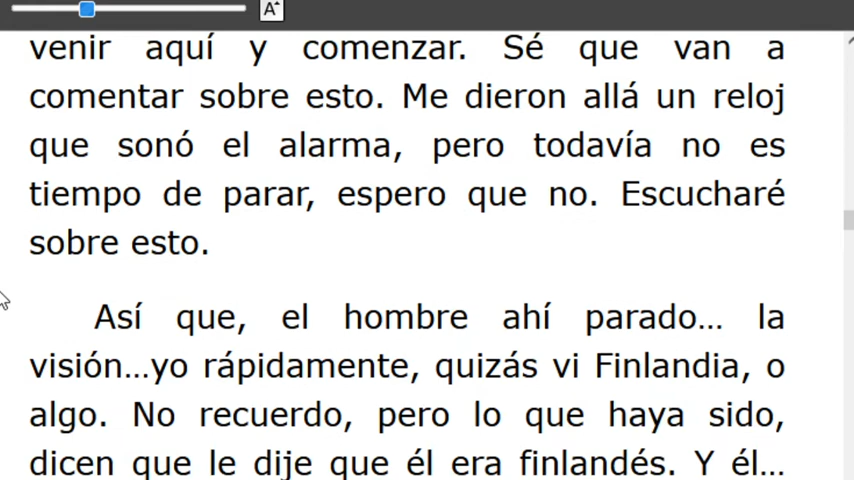 A
venir aquí y comenzar. Sé que van a
comentar sobre esto. Me dieron allá un reloj
que sonó el alarma, pero todavía no es
tiempo de parar, espero que no. Escucharé
sobre esto.
Así que, el hombre ahí parado... la
visión...yo rápidamente, quizás vi Finlandia, o
algo. No recuerdo, pero lo que haya sido,
dicen que le dije que él era finlandés. Y él...